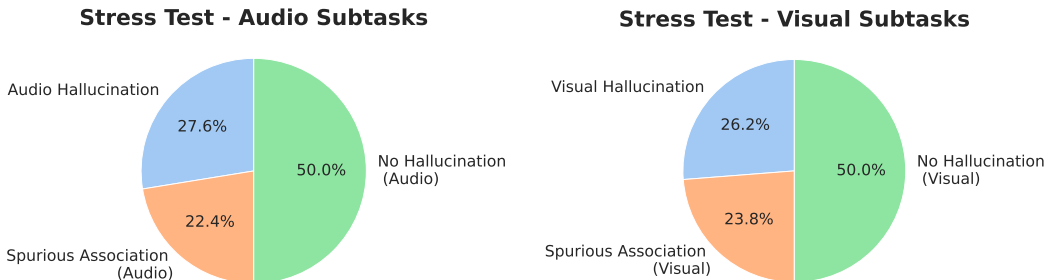 Stress Test - Audio Subtasks
Audio Hallucination
27.6%
50.0%
No Hallucination
(Audio)
22.4%
Spurious Association
(Audio)
Stress Test - Visual Subtasks
Visual Hallucination
26.2%
50.0%
No Hallucination
(Visual)
23.8%
Spurious Association
(Visual)